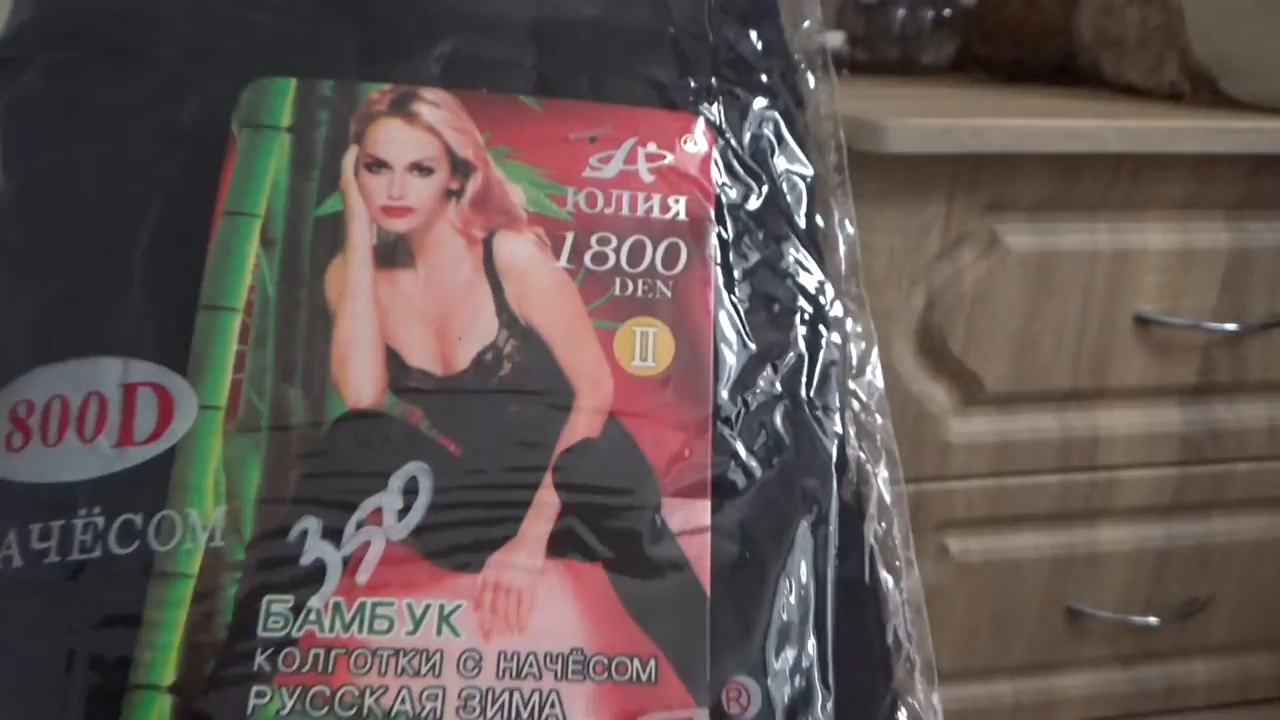 ЮЛИЯ
®
1800
DEN
II
800D
АЧЁСОМ
350
БАМБУК
КОЛГОТКИ С НАЧЁСОМ
РУССКАЯ ЗИМА
®